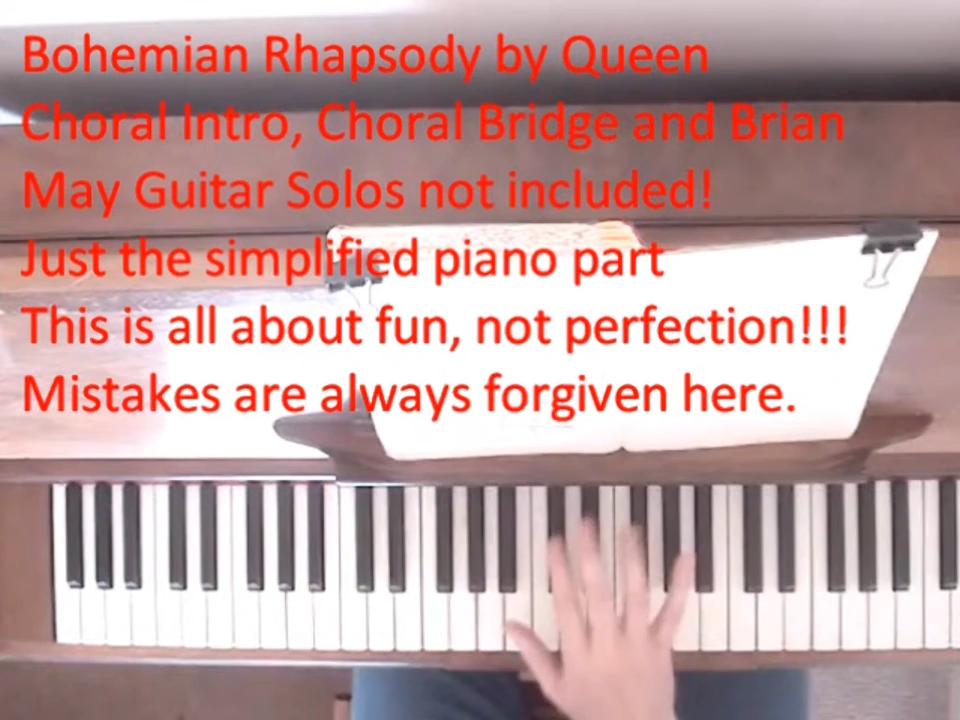 Bohemian Rhapsody by Queen
Choral Intro, Choral Bridge and Brian
May Guitar Solos not included!
Just the simplified piano part
This is all about fun, not perfection!!!
Mistakes are always forgiven here.